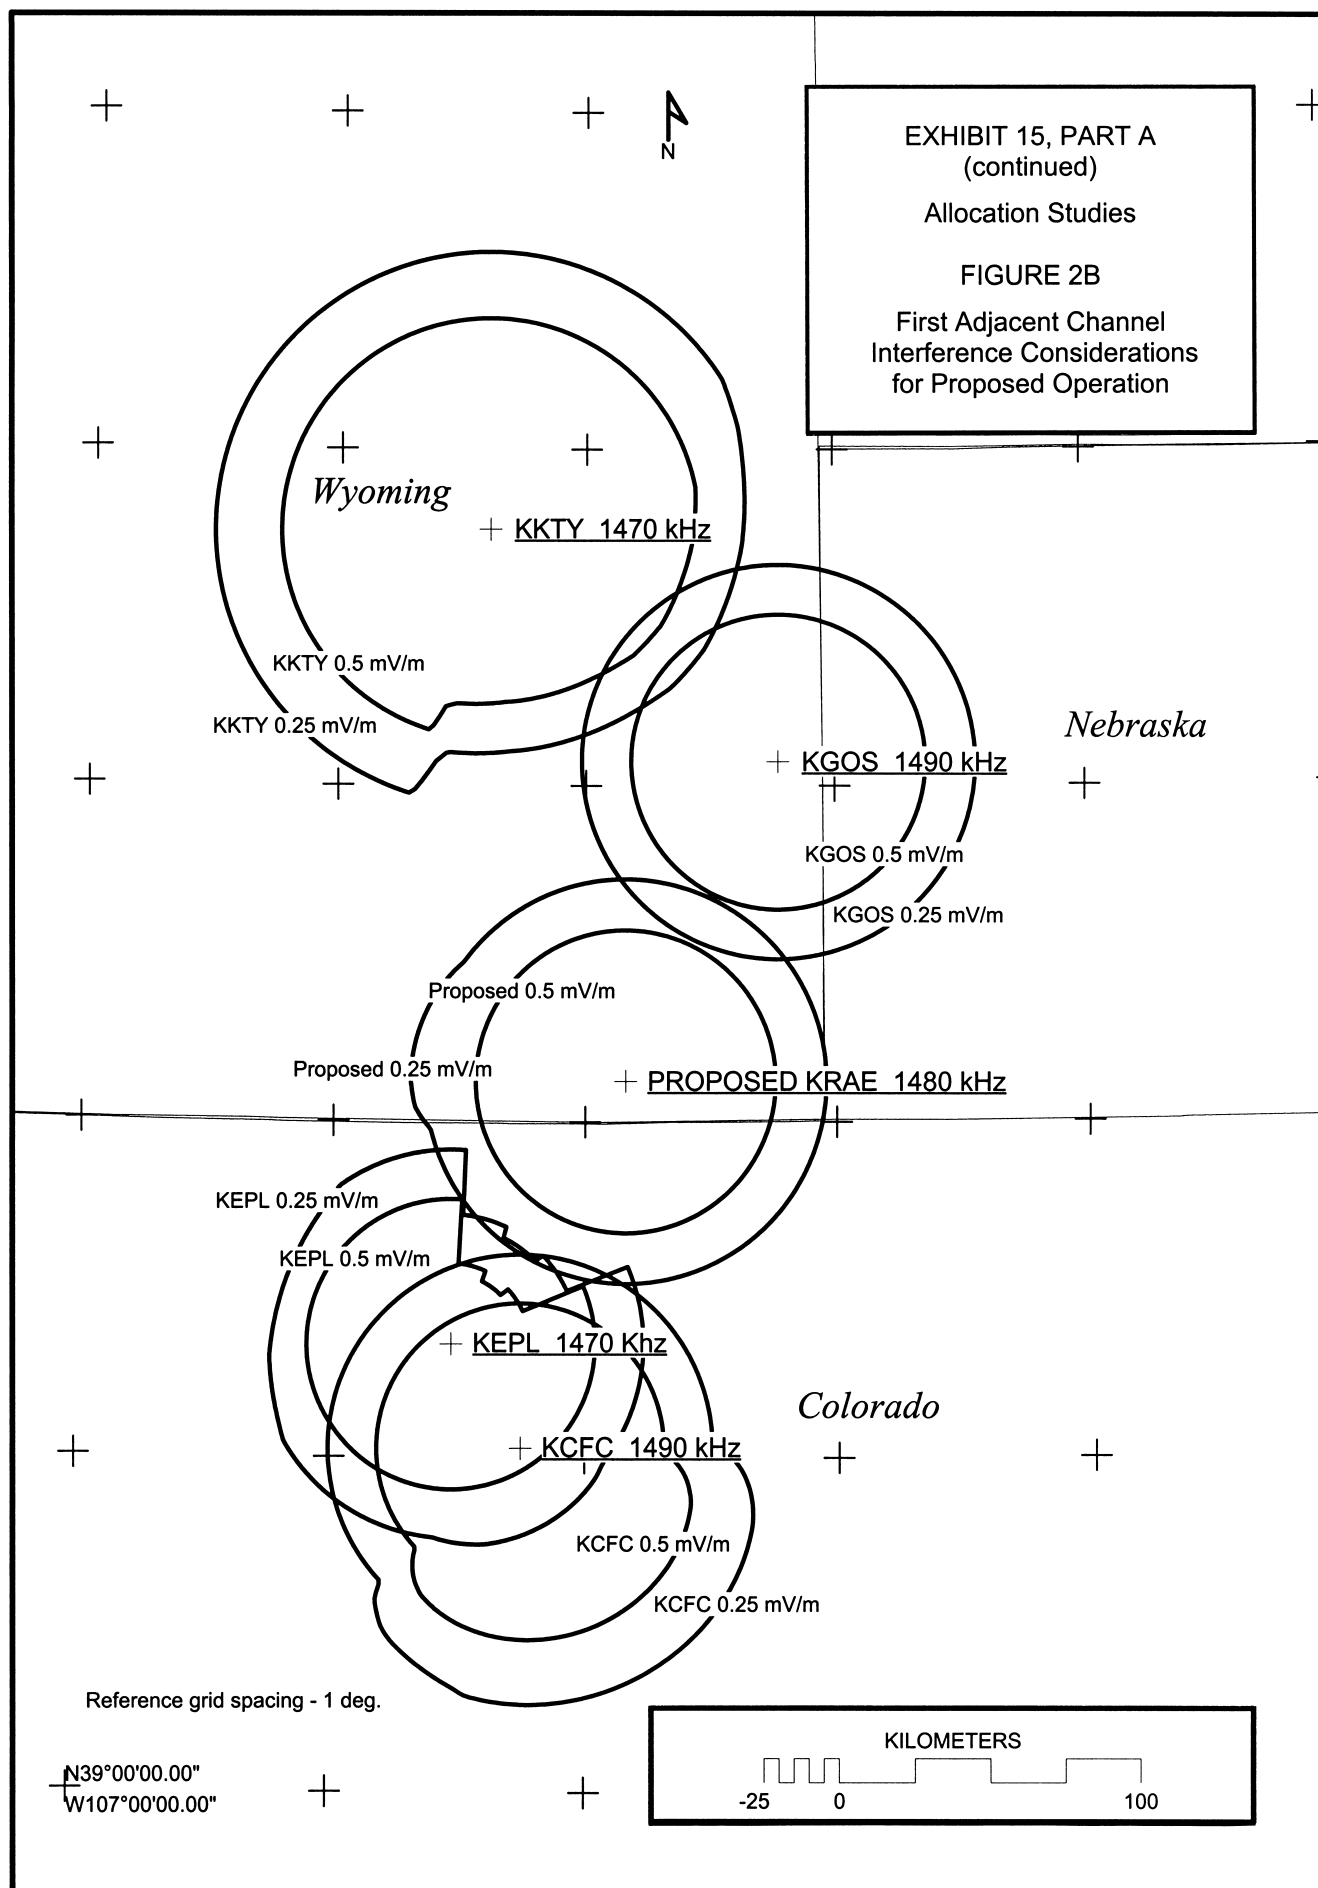 N
EXHIBIT 15, PART A
(continued)
Allocation Studies
FIGURE 2B
First Adjacent Channel
Interference Considerations
for Proposed Operation
Wyoming
KKTY 1470 kHz
KKTY 0.5 mV/m
KKTY 0.25 mV/m
Nebraska
KGOS 1490 kHz
KGOS 0.5 mV/m
KGOS 0.25 mV/m
Proposed 0.5 mV/m
Proposed 0.25 mV/m
PROPOSED KRAE 1480 kHz
KEPL 0.25 mV/m
KEPL 0.5 mV/m
KEPL 1470 Khz
Colorado
KCFC 1490 kHz
KCFC 0.5 mV/m
KCFC 0.25 mV/m
Reference grid spacing - 1 deg.
N39°00'00.00"
W107°00'00.00"
KILOMETERS
-25 0 100